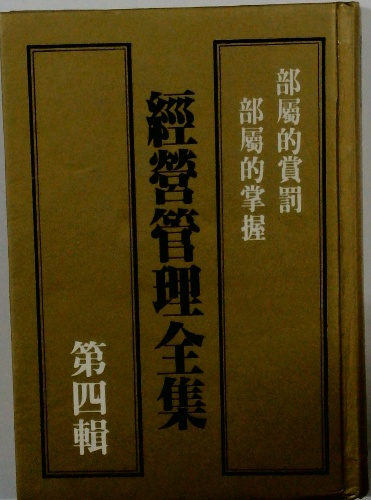 部屬的賞罰
部屬的掌握
經營管理全集
第四輯